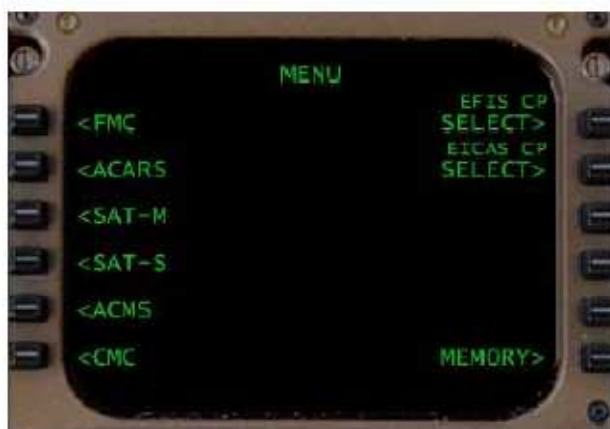 MENU
EFIS CP
<FMC SELECT>
EICAS CP
<ACARS SELECT>
<SAT-M
<SAT-S
<ACMS
<CMC MEMORY>